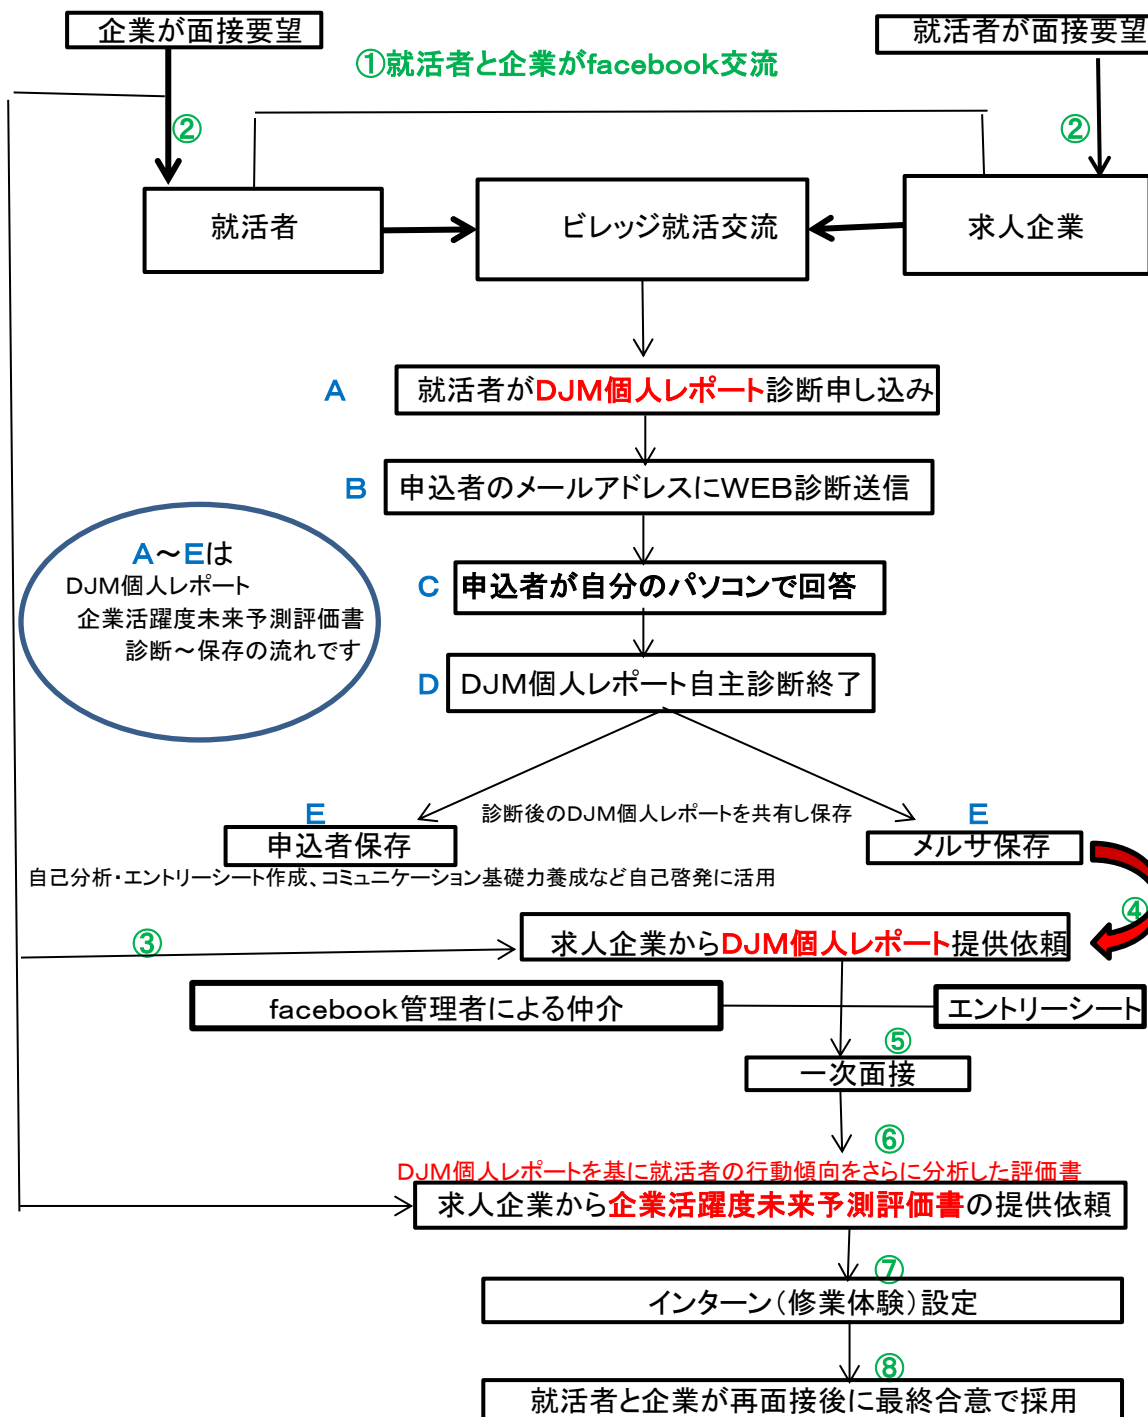 企業が面接要望
就活者が面接要望
①就活者と企業がfacebook交流
②
②
就活者
ビレッジ就活交流
求人企業
A
就活者がDJM個人レポート診断申し込み
B
申込者のメールアドレスにWEB診断送信
A～Eは
DJM個人レポート
企業活躍度未来予測評価書
診断～保存の流れです
C
申込者が自分のパソコンで回答
D
DJM個人レポート自主診断終了
E
診断後のDJM個人レポートを共有し保存
E
申込者保存
メルサ保存
自己分析・エントリーシート作成、コミュニケーション基礎力養成など自己啓発に活用
③
④
求人企業からDJM個人レポート提供依頼
facebook管理者による仲介
エントリーシート
⑤
一次面接
⑥
DJM個人レポートを基に就活者の行動傾向をさらに分析した評価書
求人企業から企業活躍度未来予測評価書の提供依頼
⑦
インターン（修業体験）設定
⑧
就活者と企業が再面接後に最終合意で採用